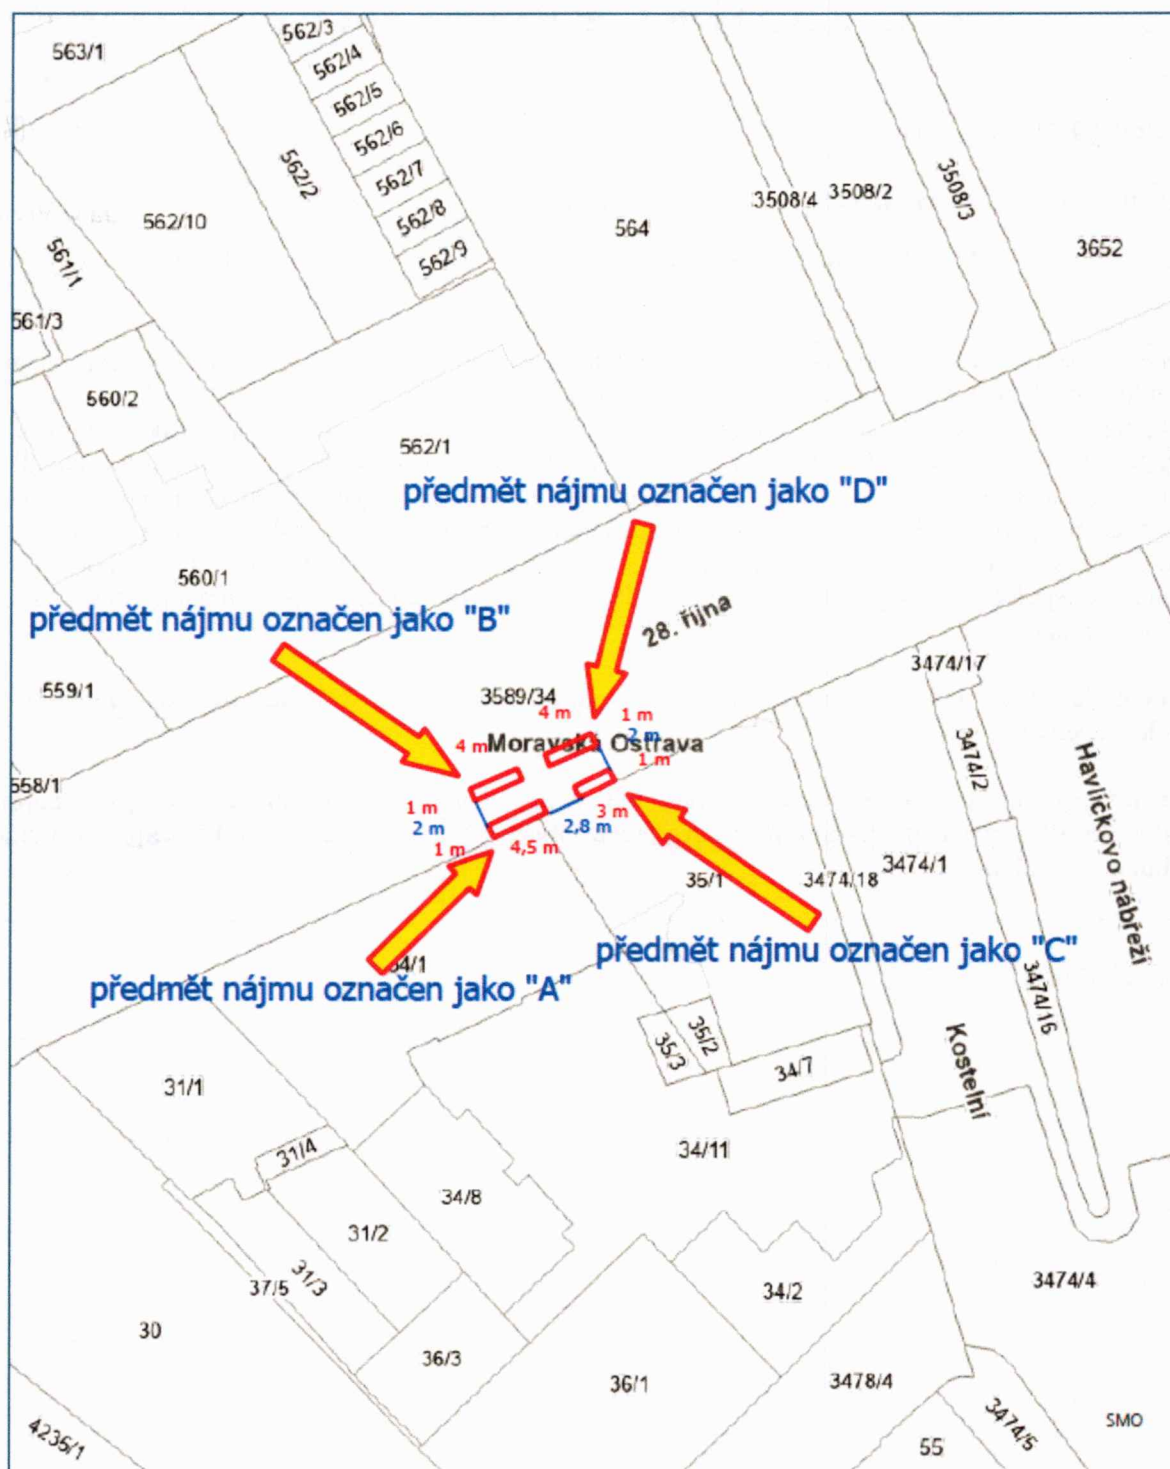 562/3
563/1
562/4
562/5
562/6
562/7
562/2
562/8
562/9
562/10
564
3508/4
3508/2
3508/3
3652
561/1
561/3
560/2
562/1
předmět nájmu označen jako "D"
560/1
28. října
předmět nájmu označen jako "B"
559/1
3589/34
3474/17
4 m
1 m
2 m
4 m
Moravská Ostrava
1 m
3474/2
Havlíčkovo nábřeží
558/1
1 m
2 m
3 m
2,8 m
1 m
4,5 m
35/1
3474/18
3474/1
předmět nájmu označen jako "C"
34/1
předmět nájmu označen jako "A"
3474/16
35/2
35/3
34/7
Kostelní
31/1
31/4
34/11
34/8
31/2
31/3
37/5
34/2
3474/4
30
36/3
36/1
3478/4
3474/5
SMO
4235/1
55